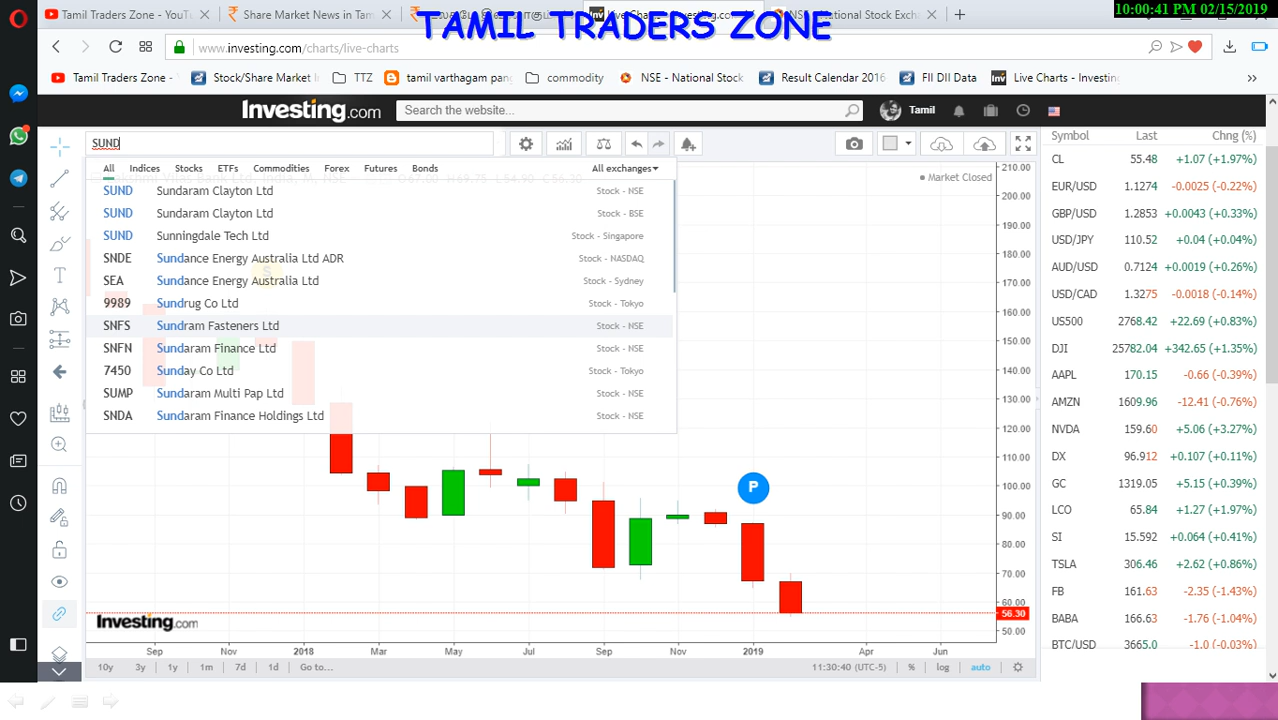 Tamil Traders Zone - YouT
Share Market News in Tam
Live Charts - Investing.co
National Stock Exch
TAMIL TRADERS ZONE
10:00:41 PM 02/15/2019
www.investing.com/charts/live-charts
Tamil Traders Zone -
Stock/Share Market I
TTZ
tamil varthagam pan
commodity
NSE - National Stock
Result Calendar 2016
FII DII Data
Live Charts - Investin
Investing.com
Search the website...
Tamil
SUND
All Indices Stocks ETFs Commodities Forex Futures Bonds All exchanges
SUND Sundaram Clayton Ltd Stock - NSE
SUND Sundaram Clayton Ltd Stock - BSE
SUND Sunningdale Tech Ltd Stock - Singapore
SNDE Sundance Energy Australia Ltd ADR Stock - NASDAQ
SEA Sundance Energy Australia Ltd Stock - Sydney
9989 Sundrug Co Ltd Stock - Tokyo
SNFS Sundram Fasteners Ltd Stock - NSE
SNFN Sundaram Finance Ltd Stock - NSE
7450 Sunday Co Ltd Stock - Tokyo
SUMP Sundaram Multi Pap Ltd Stock - NSE
SNDA Sundaram Finance Holdings Ltd Stock - NSE
Market Closed
210.00
200.00
190.00
180.00
170.00
160.00
150.00
140.00
130.00
120.00
110.00
100.00
90.00
80.00
70.00
60.00
56.30
50.00
P
Investing.com
Sep Nov 2018 Mar May Jul Sep Nov 2019 Apr Jun
10y 3y 1y 1m 7d 1d Go to... 11:30:40 (UTC-5) % log auto
Symbol Last Chng (%)
CL 55.48 +1.07 (+1.97%)
EUR/USD 1.1274 -0.0025 (-0.22%)
GBP/USD 1.2853 +0.0043 (+0.33%)
USD/JPY 110.52 +0.04 (+0.04%)
AUD/USD 0.7124 +0.0019 (+0.26%)
USD/CAD 1.3275 -0.0018 (-0.14%)
US500 2768.42 +22.69 (+0.83%)
DJI 25782.04 +342.65 (+1.35%)
AAPL 170.15 -0.66 (-0.39%)
AMZN 1609.96 -12.41 (-0.76%)
NVDA 159.60 +5.06 (+3.27%)
DX 96.912 +0.107 (+0.11%)
GC 1319.05 +5.15 (+0.39%)
LCO 65.84 +1.27 (+1.97%)
SI 15.592 +0.064 (+0.41%)
TSLA 306.46 +2.62 (+0.86%)
FB 161.63 -2.35 (-1.43%)
BABA 166.63 -1.76 (-1.04%)
BTC/USD 3665.0 -1.0 (-0.03%)